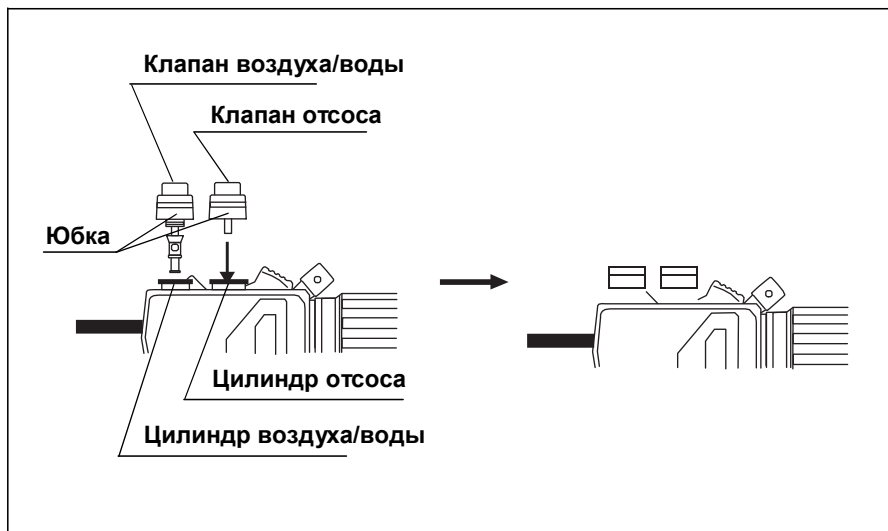 Клапан воздуха/воды
Клапан отсоса
Юбка
Цилиндр отсоса
Цилиндр воздуха/воды